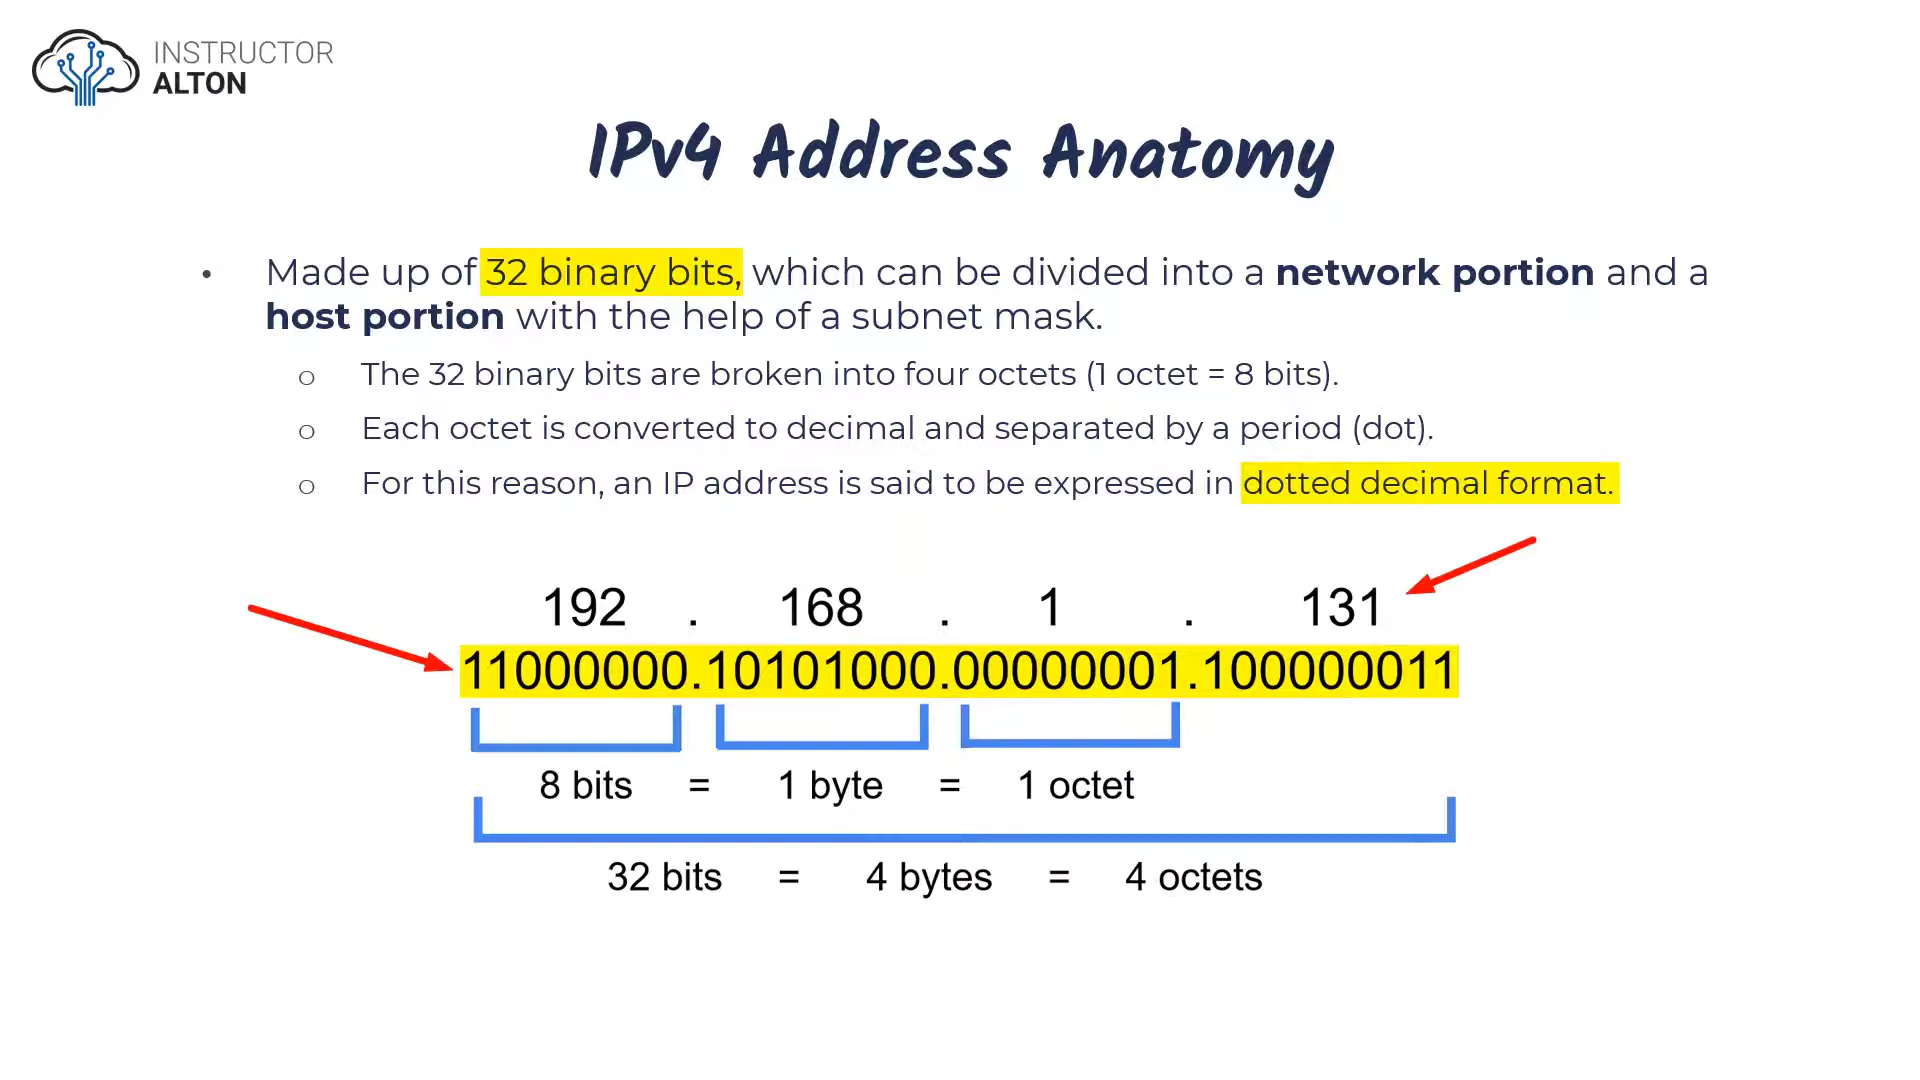 INSTRUCTOR
ALTON
IPv4 Address Anatomy
• Made up of 32 binary bits, which can be divided into a network portion and a
host portion with the help of a subnet mask.
o The 32 binary bits are broken into four octets (1 octet = 8 bits).
o Each octet is converted to decimal and separated by a period (dot).
o For this reason, an IP address is said to be expressed in dotted decimal format.
192 . 168 . 1 . 131
11000000.10101000.00000001.100000011
8 bits = 1 byte = 1 octet
32 bits = 4 bytes = 4 octets